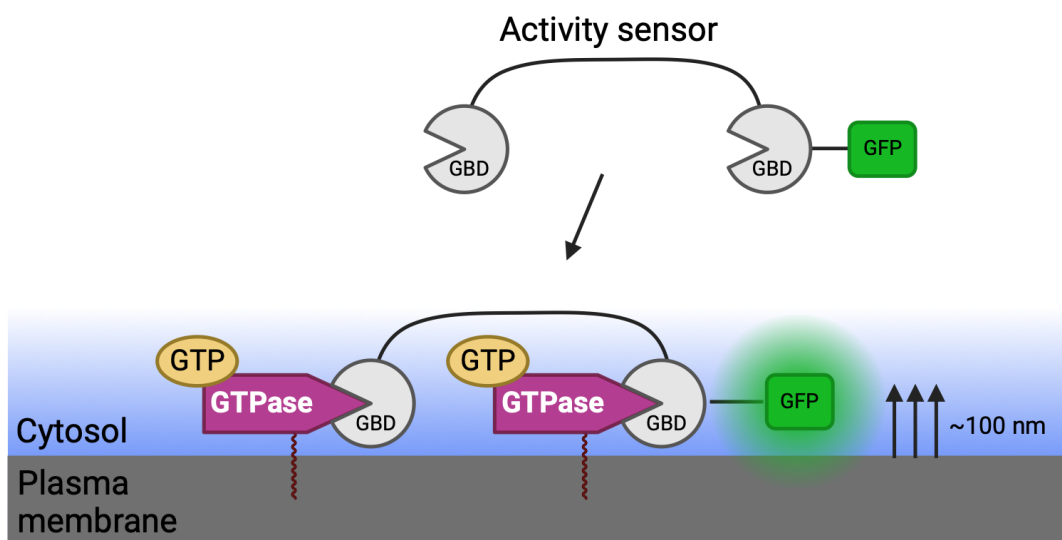 Activity sensor
GBD
GBD
GFP
GTP
GTP
GTPase
GBD
GTPase
GBD
GFP
~100 nm
Cytosol
Plasma
membrane